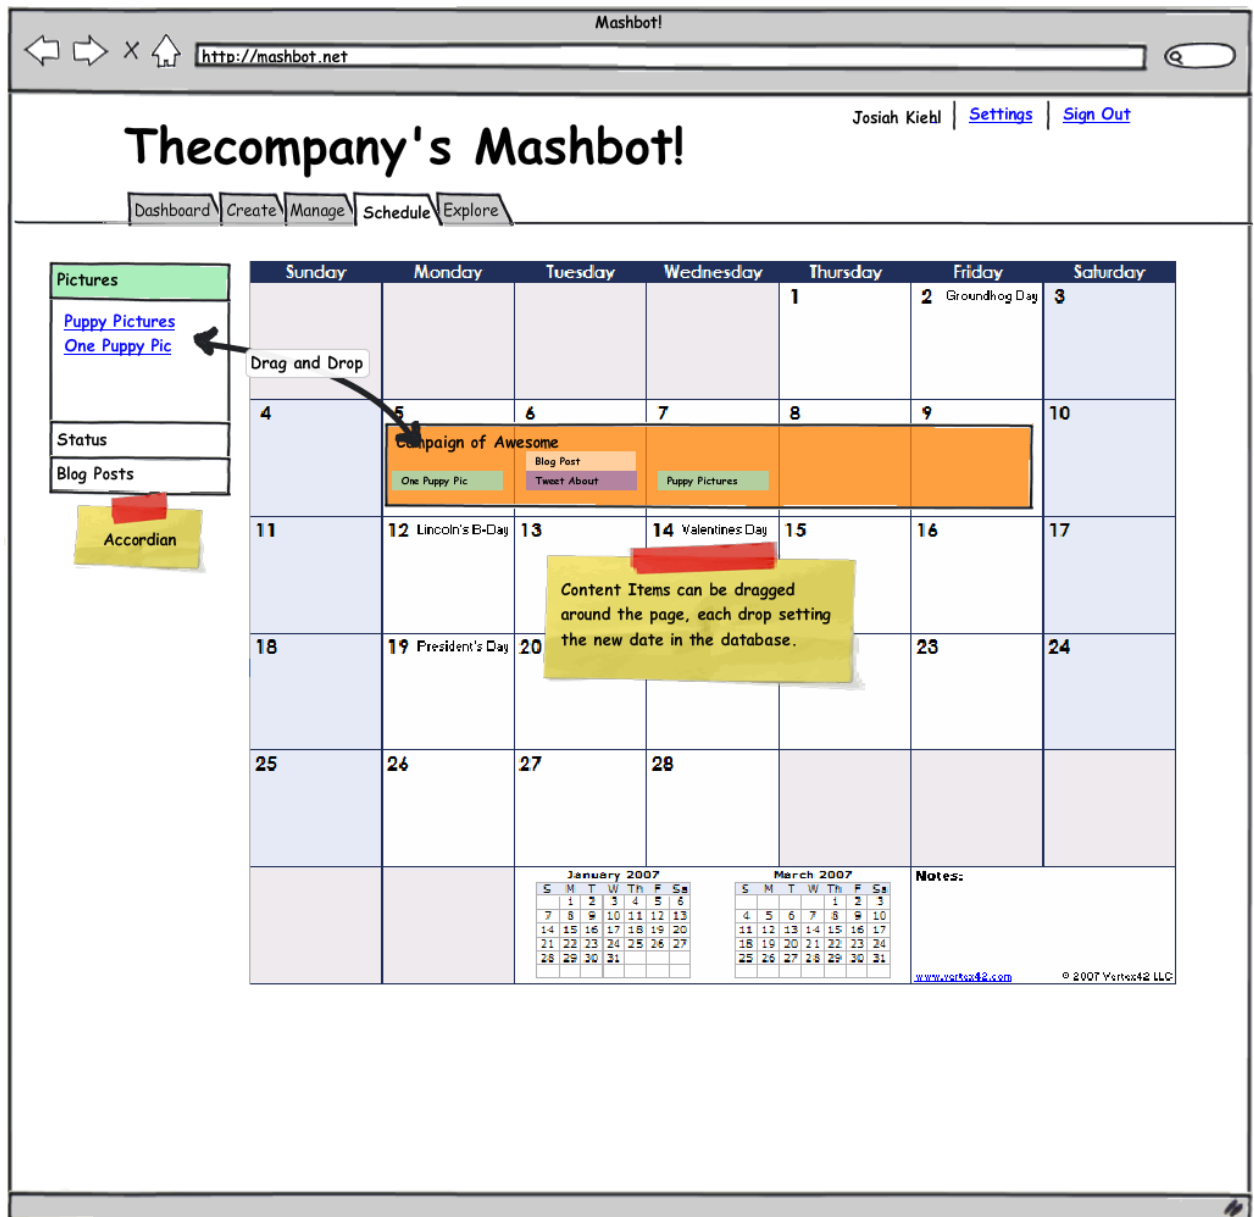 Mashbot!
http://mashbot.net
Josiah Kiehl Settings Sign Out
Thecompany's Mashbot!
Dashboard Create Manage Schedule Explore
Pictures
Puppy Pictures
One Puppy Pic
Status
Blog Posts
Accordian
Drag and Drop
Sunday Monday Tuesday Wednesday Thursday Friday Saturday
1 2 Groundhog Day 3
4 5 6 7 8 9 10
Campaign of Awesome
Blog Post
One Puppy Pic Tweet About Puppy Pictures
11 12 Lincoln's B-Day 13 14 Valentines Day 15 16 17
Content Items can be dragged
around the page, each drop setting
the new date in the database.
18 19 President's Day 20 23 24
25 26 27 28
January 2007
S M T W Th F Sa
1 2 3 4 5 6
7 8 9 10 11 12 13
14 15 16 17 18 19 20
21 22 23 24 25 26 27
28 29 30 31
March 2007
S M T W Th F Sa
1 2 3
4 5 6 7 8 9 10
11 12 13 14 15 16 17
18 19 20 21 22 23 24
25 26 27 28 29 30 31
Notes:
www.vertex42.com © 2007 Vertex42 LLC